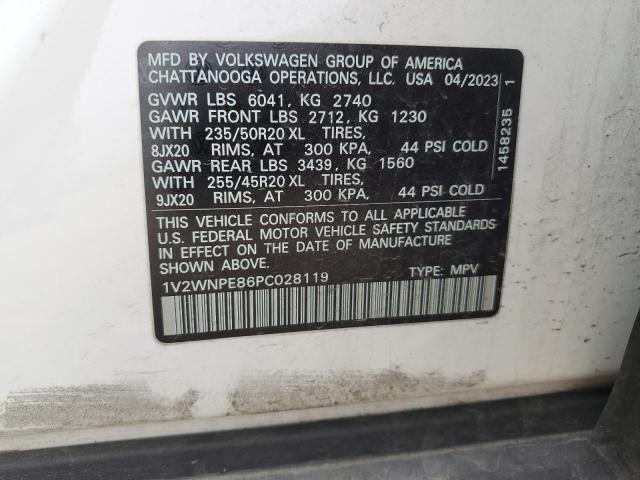 MFD BY VOLKSWAGEN GROUP OF AMERICA
CHATTANOOGA OPERATIONS, LLC. USA 04/2023
GVWR LBS 6041, KG 2740
GAWR FRONT LBS 2712, KG 1230
WITH 235/50R20 XL TIRES,
8JX20 RIMS, AT 300 KPA, 44 PSI COLD
GAWR REAR LBS 3439, KG 1560
WITH 255/45R20 XL TIRES,
9JX20 RIMS, AT 300 KPA, 44 PSI COLD
THIS VEHICLE CONFORMS TO ALL APPLICABLE
U.S. FEDERAL MOTOR VEHICLE SAFETY STANDARDS
IN EFFECT ON THE DATE OF MANUFACTURE
SHOWN ABOVE.
1V2WNPE86PC028119 TYPE: MPV
1458235 1